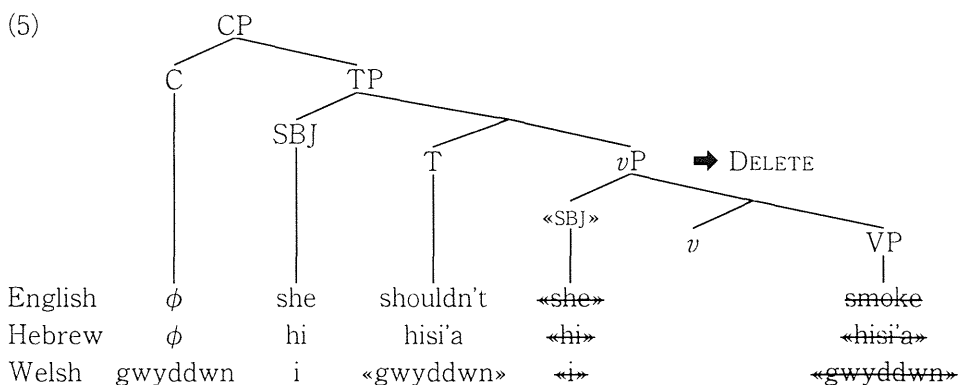 (5)
CP
C TP
SBJ
T vP ➡ DELETE
«SBJ» v VP
English ϕ she shouldn't «she» smoke
Hebrew ϕ hi hisi'a «hi» «hisi'a»
Welsh gwyddwn i «gwyddwn» «i» «gwyddwn»